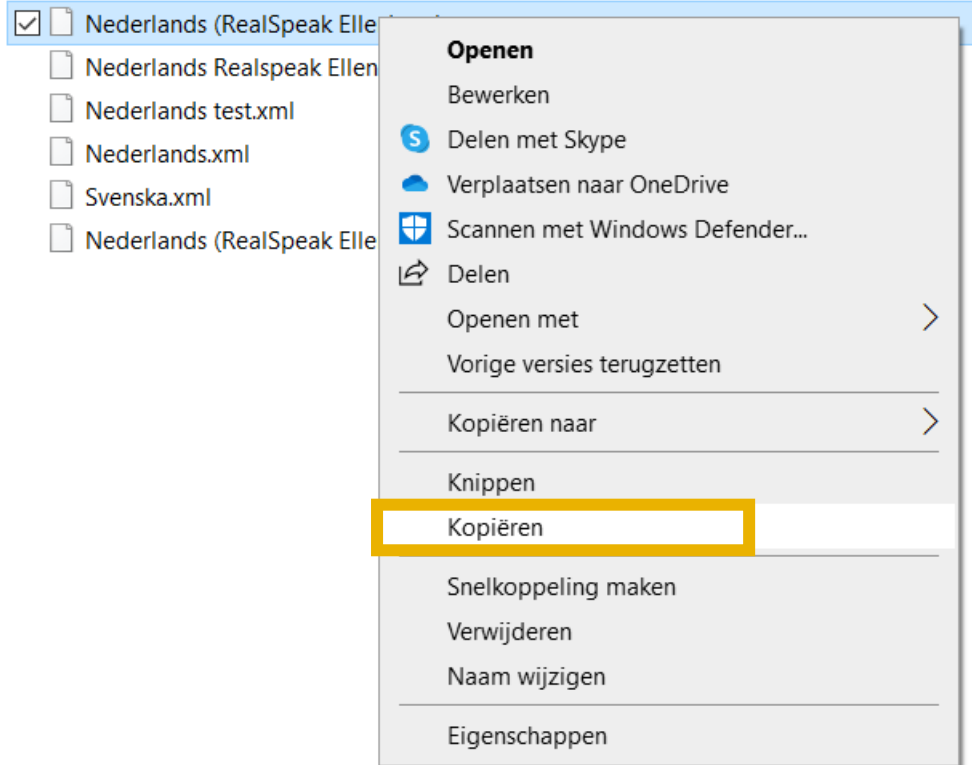 Nederlands (RealSpeak Elle
Nederlands Realspeak Ellen
Nederlands test.xml
Nederlands.xml
Svenska.xml
Nederlands (RealSpeak Elle
Openen
Bewerken
Delen met Skype
Verplaatsen naar OneDrive
Scannen met Windows Defender...
Delen
Openen met
Vorige versies terugzetten
Kopiëren naar
Knippen
Kopiëren
Snelkoppeling maken
Verwijderen
Naam wijzigen
Eigenschappen